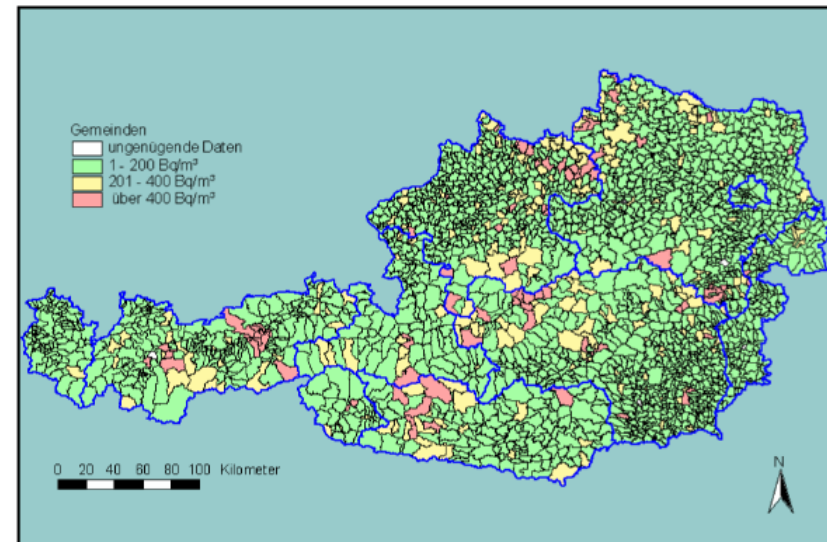 Gemeinden
ungenügende Daten
1 - 200 Bq/m³
201 - 400 Bq/m³
über 400 Bq/m³
0 20 40 60 80 100 Kilometer
N